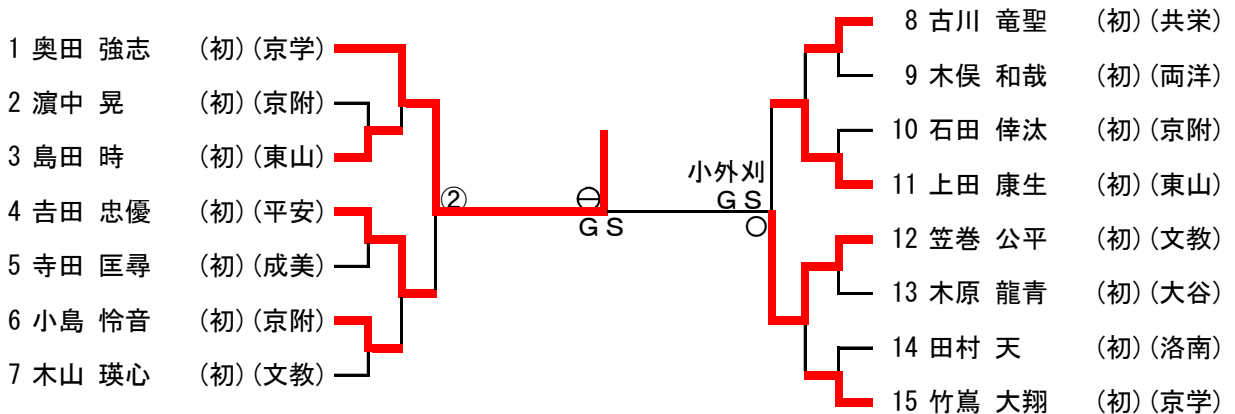 1 奥田 強志 (初)(京学)
2 濵中 晃 (初)(京附)
3 島田 時 (初)(東山)
4 吉田 忠優 (初)(平安)
5 寺田 匡尋 (初)(成美)
6 小島 怜音 (初)(京附)
7 木山 瑛心 (初)(文教)
②
GS
小外刈
GS
○
8 古川 竜聖 (初)(共栄)
9 木俣 和哉 (初)(両洋)
10 石田 倖汰 (初)(京附)
11 上田 康生 (初)(東山)
12 笠巻 公平 (初)(文教)
13 木原 龍青 (初)(大谷)
14 田村 天 (初)(洛南)
15 竹嶌 大翔 (初)(京学)